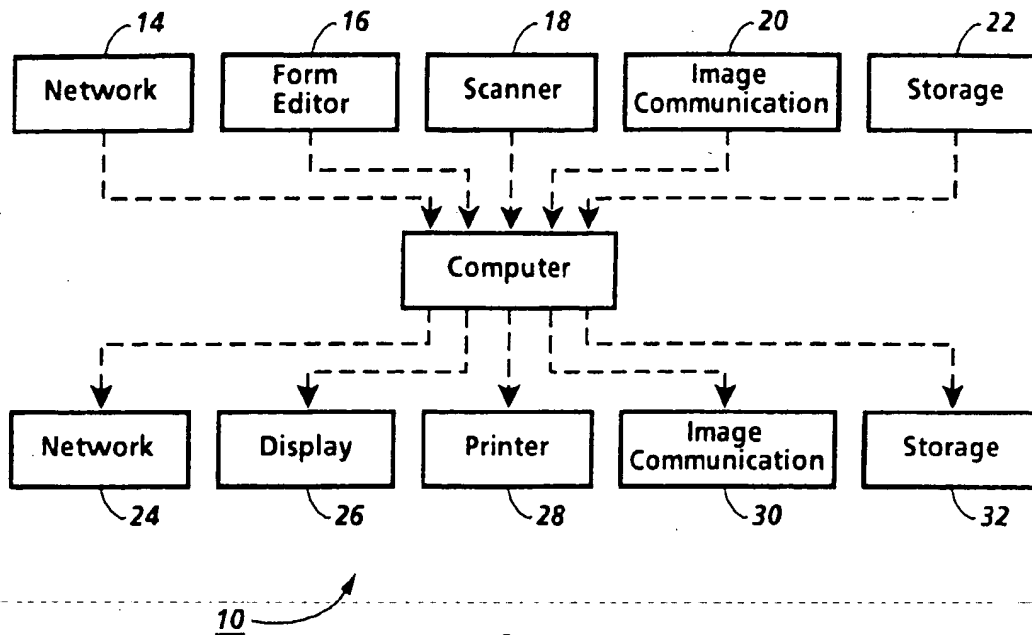 14 16 18 20 22
Network
Form
Editor
Scanner
Image
Communication
Storage
Computer
Network
Display
Printer
Image
Communication
Storage
24 26 28 30 32
10